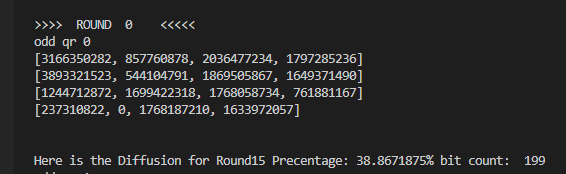 >>>> ROUND 0 <<<<<
odd qr 0
[3166350282, 857760878, 2036477234, 1797285236]
[3893321523, 544104791, 1869505867, 1649371490]
[1244712872, 1699422318, 1768058734, 761881167]
[237310822, 0, 1768187210, 1633972057]
Here is the Diffusion for Round15 Precentage: 38.8671875% bit count: 199